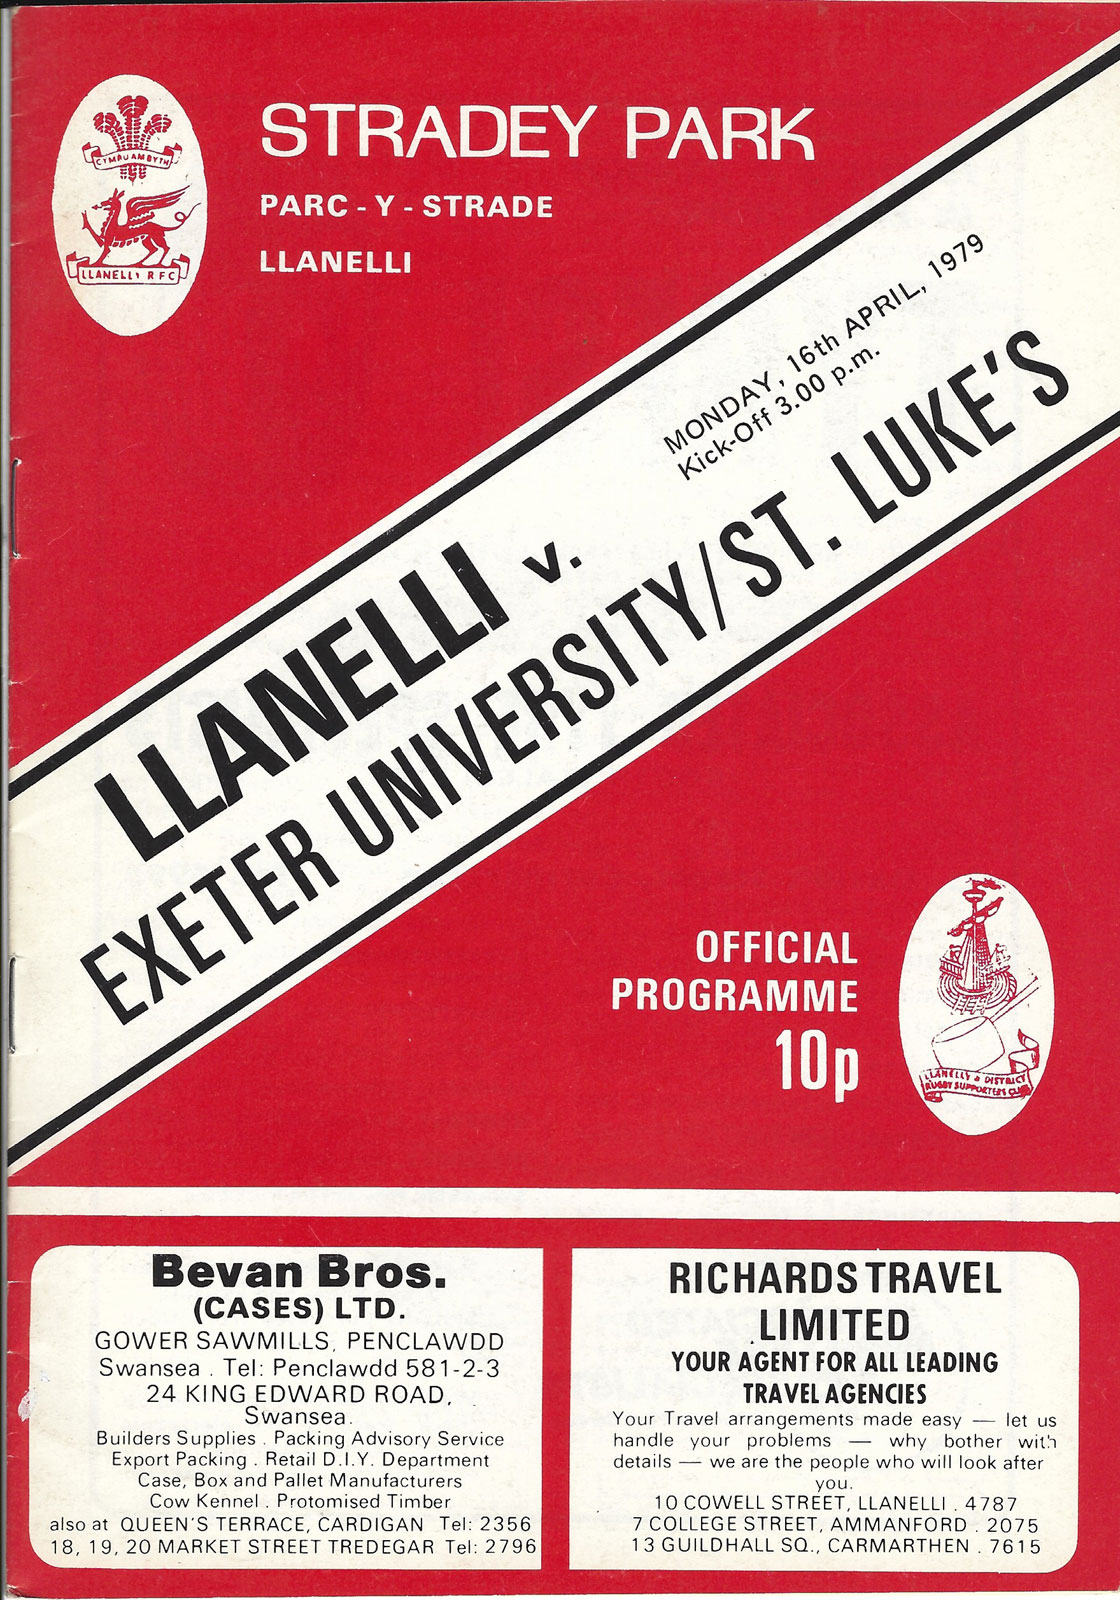 CYMRU AM BYTH
LLANELLY RFC
STRADEY PARK
PARC - Y - STRADE
LLANELLI
MONDAY, 16th APRIL, 1979
Kick-Off 3.00 p.m.
LLANELLI v.
EXETER UNIVERSITY/ST. LUKE'S
OFFICIAL
PROGRAMME
10p
LLANELLY & DISTRICT
RUGBY SUPPORTERS CLUB
Bevan Bros.
(CASES) LTD.
GOWER SAWMILLS, PENCLAWDD
Swansea . Tel: Penclawdd 581-2-3
24 KING EDWARD ROAD,
Swansea.
Builders Supplies . Packing Advisory Service
Export Packing . Retail D.I.Y. Department
Case, Box and Pallet Manufacturers
Cow Kennel . Protomised Timber
also at QUEEN'S TERRACE, CARDIGAN Tel: 2356
18, 19, 20 MARKET STREET TREDEGAR Tel: 2796
RICHARDS TRAVEL
LIMITED
YOUR AGENT FOR ALL LEADING
TRAVEL AGENCIES
Your Travel arrangements made easy — let us
handle your problems — why bother with
details — we are the people who will look after
you.
10 COWELL STREET, LLANELLI . 4787
7 COLLEGE STREET, AMMANFORD . 2075
13 GUILDHALL SQ., CARMARTHEN . 7615